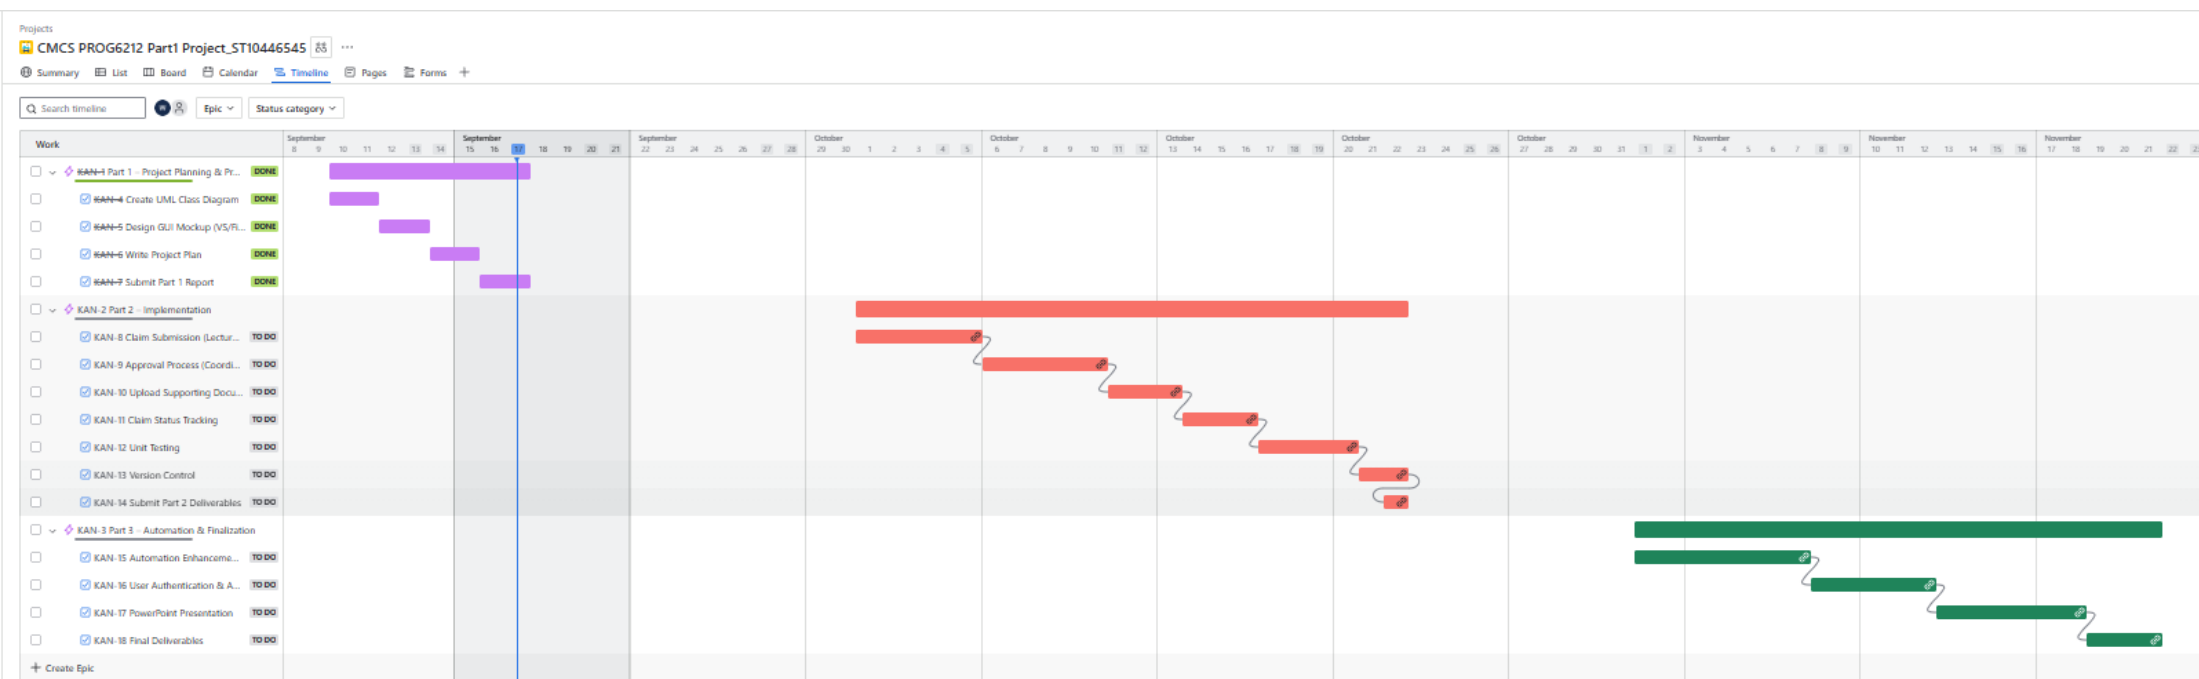 Projects
CMCS PROG6212 Part1 Project_ST10446545
Summary List Board Calendar Timeline Pages Forms
Search timeline Epic Status category
Work
September September September October October October October October November November November
8 9 10 11 12 13 14 15 16 17 18 19 20 21 22 23 24 25 26 27 28 29 30 1 2 3 4 5 6 7 8 9 10 11 12 13 14 15 16 17 18 19 20 21 22 23 24 25 26 27 28 29 30 31 1 2 3 4 5 6 7 8 9 10 11 12 13 14 15 16 17 18 19 20 21 22
KAN-1 Part 1 - Project Planning & Pr... DONE
KAN-4 Create UML Class Diagram DONE
KAN-5 Design GUI Mockup (VS/Fi... DONE
KAN-6 Write Project Plan DONE
KAN-7 Submit Part 1 Report DONE
KAN-2 Part 2 - Implementation
KAN-8 Claim Submission (Lectur... TO DO
KAN-9 Approval Process (Coordi... TO DO
KAN-10 Upload Supporting Docu... TO DO
KAN-11 Claim Status Tracking TO DO
KAN-12 Unit Testing TO DO
KAN-13 Version Control TO DO
KAN-14 Submit Part 2 Deliverables TO DO
KAN-3 Part 3 - Automation & Finalization
KAN-15 Automation Enhanceme... TO DO
KAN-16 User Authentication & A... TO DO
KAN-17 PowerPoint Presentation TO DO
KAN-18 Final Deliverables TO DO
+ Create Epic